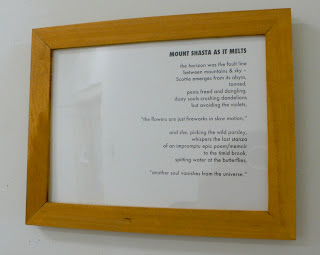 MOUNT SHASTA AS IT MELTS
the horizon was the fault line
between mountains & sky –
Scottie emerges from its abyss,
tanned,
pants freed and dangling,
dusty soals crushing dandelions
but avoiding the violets.
"the flowers are just fireworks in slow motion,"
and she, picking the wild parsley,
whispers the last stanza
of an impromptu epic poem/memoir
to the timid brook,
spitting water at the butterflies,
"another soul vanishes from the universe."